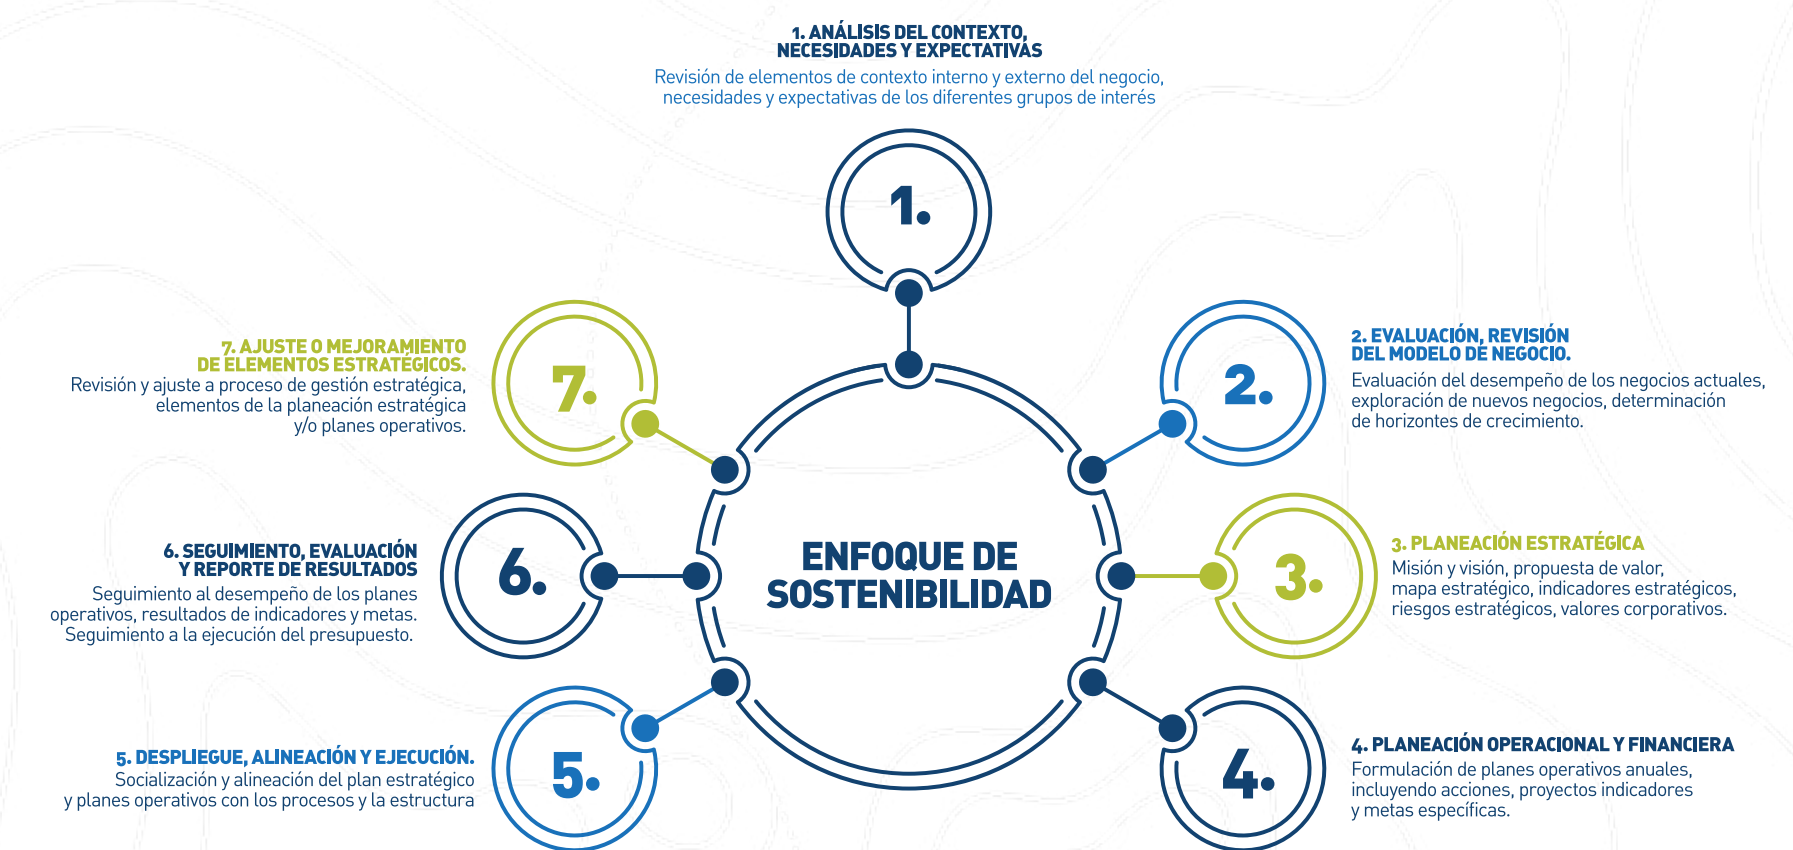 1. ANÁLISIS DEL CONTEXTO,
NECESIDADES Y EXPECTATIVAS
Revisión de elementos de contexto interno y externo del negocio,
necesidades y expectativas de los diferentes grupos de interés
1.
2.
2. EVALUACIÓN, REVISIÓN
DEL MODELO DE NEGOCIO.
Evaluación del desempeño de los negocios actuales,
exploración de nuevos negocios, determinación
de horizontes de crecimiento.
3.
3. PLANEACIÓN ESTRATÉGICA
Misión y visión, propuesta de valor,
mapa estratégico, indicadores estratégicos,
riesgos estratégicos, valores corporativos.
4.
4. PLANEACIÓN OPERACIONAL Y FINANCIERA
Formulación de planes operativos anuales,
incluyendo acciones, proyectos indicadores
y metas específicas.
5.
5. DESPLIEGUE, ALINEACIÓN Y EJECUCIÓN.
Socialización y alineación del plan estratégico
y planes operativos con los procesos y la estructura
6.
6. SEGUIMIENTO, EVALUACIÓN
Y REPORTE DE RESULTADOS
Seguimiento al desempeño de los planes
operativos, resultados de indicadores y metas.
Seguimiento a la ejecución del presupuesto.
7.
7. AJUSTE O MEJORAMIENTO
DE ELEMENTOS ESTRATÉGICOS.
Revisión y ajuste a proceso de gestión estratégica,
elementos de la planeación estratégica
y/o planes operativos.
ENFOQUE DE
SOSTENIBILIDAD